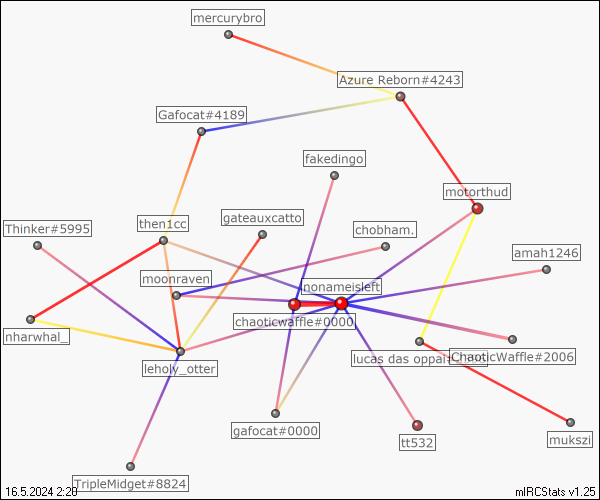 mercurybro
Azure Reborn#4243
Gafocat#4189
fakedingo
motorthud
gateauxcatto
Thinker#5995
then1cc
chobham.
amah1246
moonraven
nonameisleft
chaoticwaffle#0000
nharwhal_
lucas das oppai
ChaoticWaffle#2006
leholy_otter
gafocat#0000
tt532
mukszi
TripleMidget#8824
16.5.2024 2:20
mIRCStats v1.25